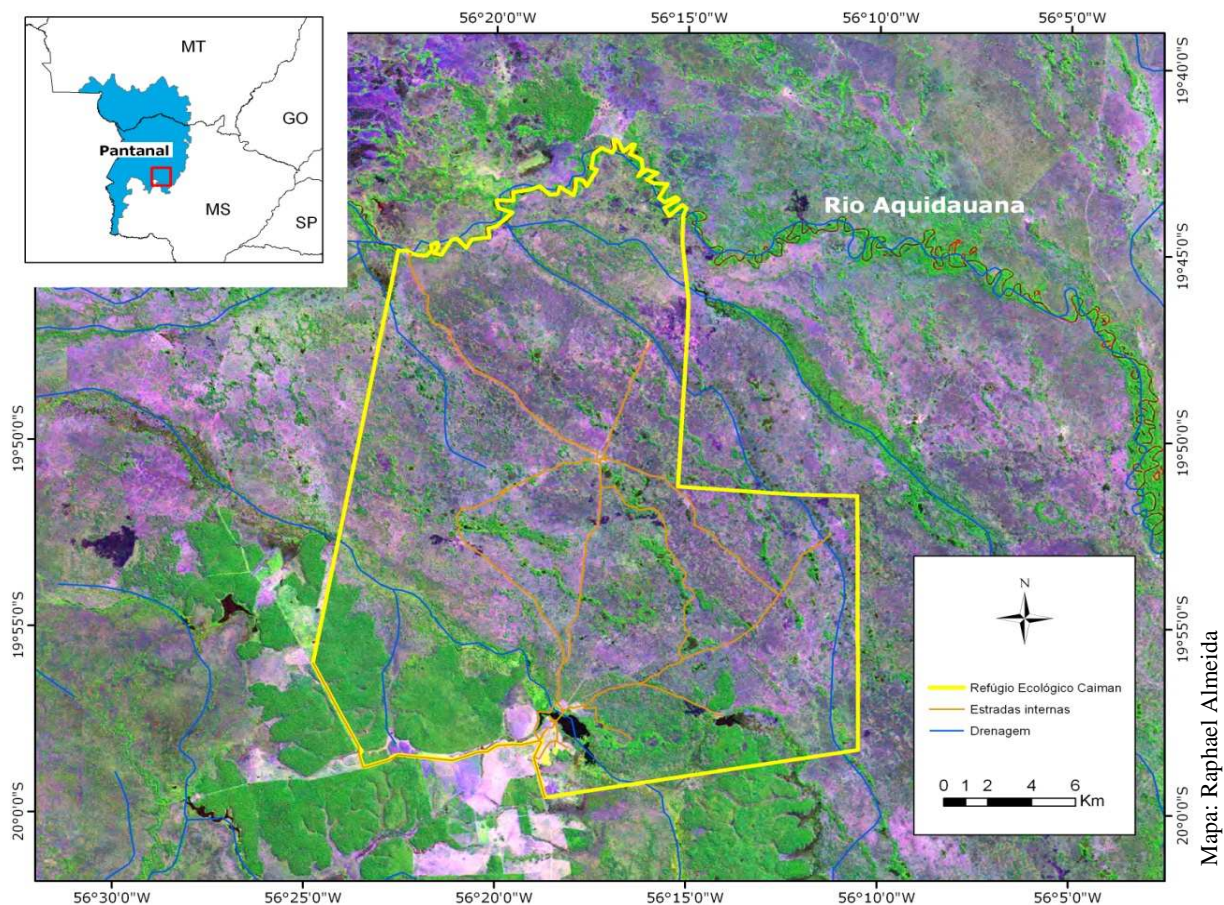 56°20'0"W 56°15'0"W 56°10'0"W 56°5'0"W
MT
GO
Pantanal
MS
SP
19°40'0"S
Rio Aquidauana
19°45'0"S
19°50'0"S
19°50'0"S
19°55'0"S
19°55'0"S
20°0'0"S
20°0'0"S
N
Refúgio Ecológico Caiman
Estradas internas
Drenagem
0 1 2 4 6
Km
56°30'0"W 56°25'0"W 56°20'0"W 56°15'0"W 56°10'0"W 56°5'0"W
Mapa: Raphael Almeida